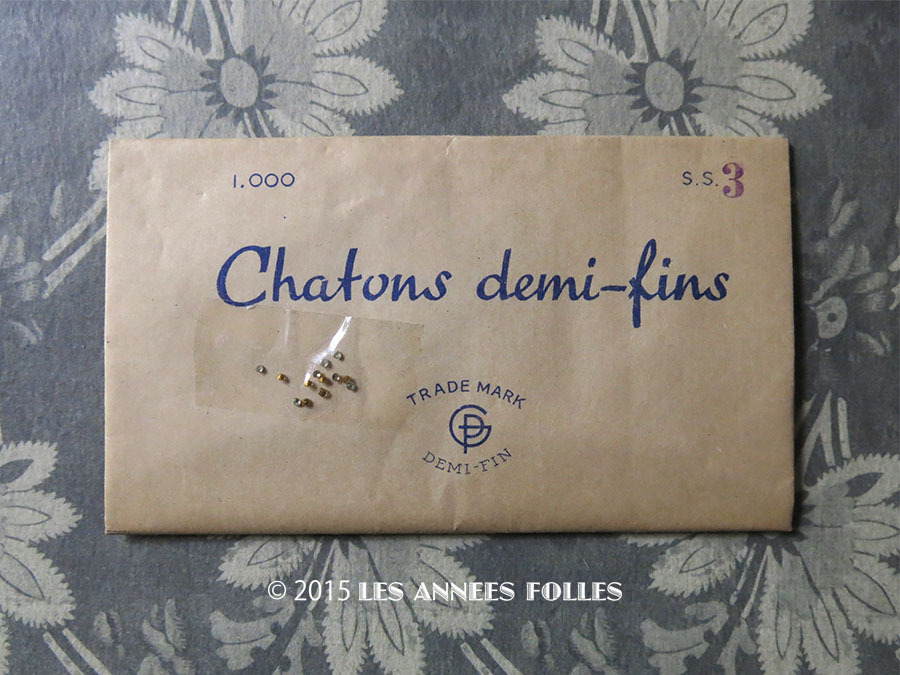 1.000 S.S. 3
Chatons demi-fins
TRADE MARK
GP
DEMI-FIN
© 2015 LES ANNEES FOLLES